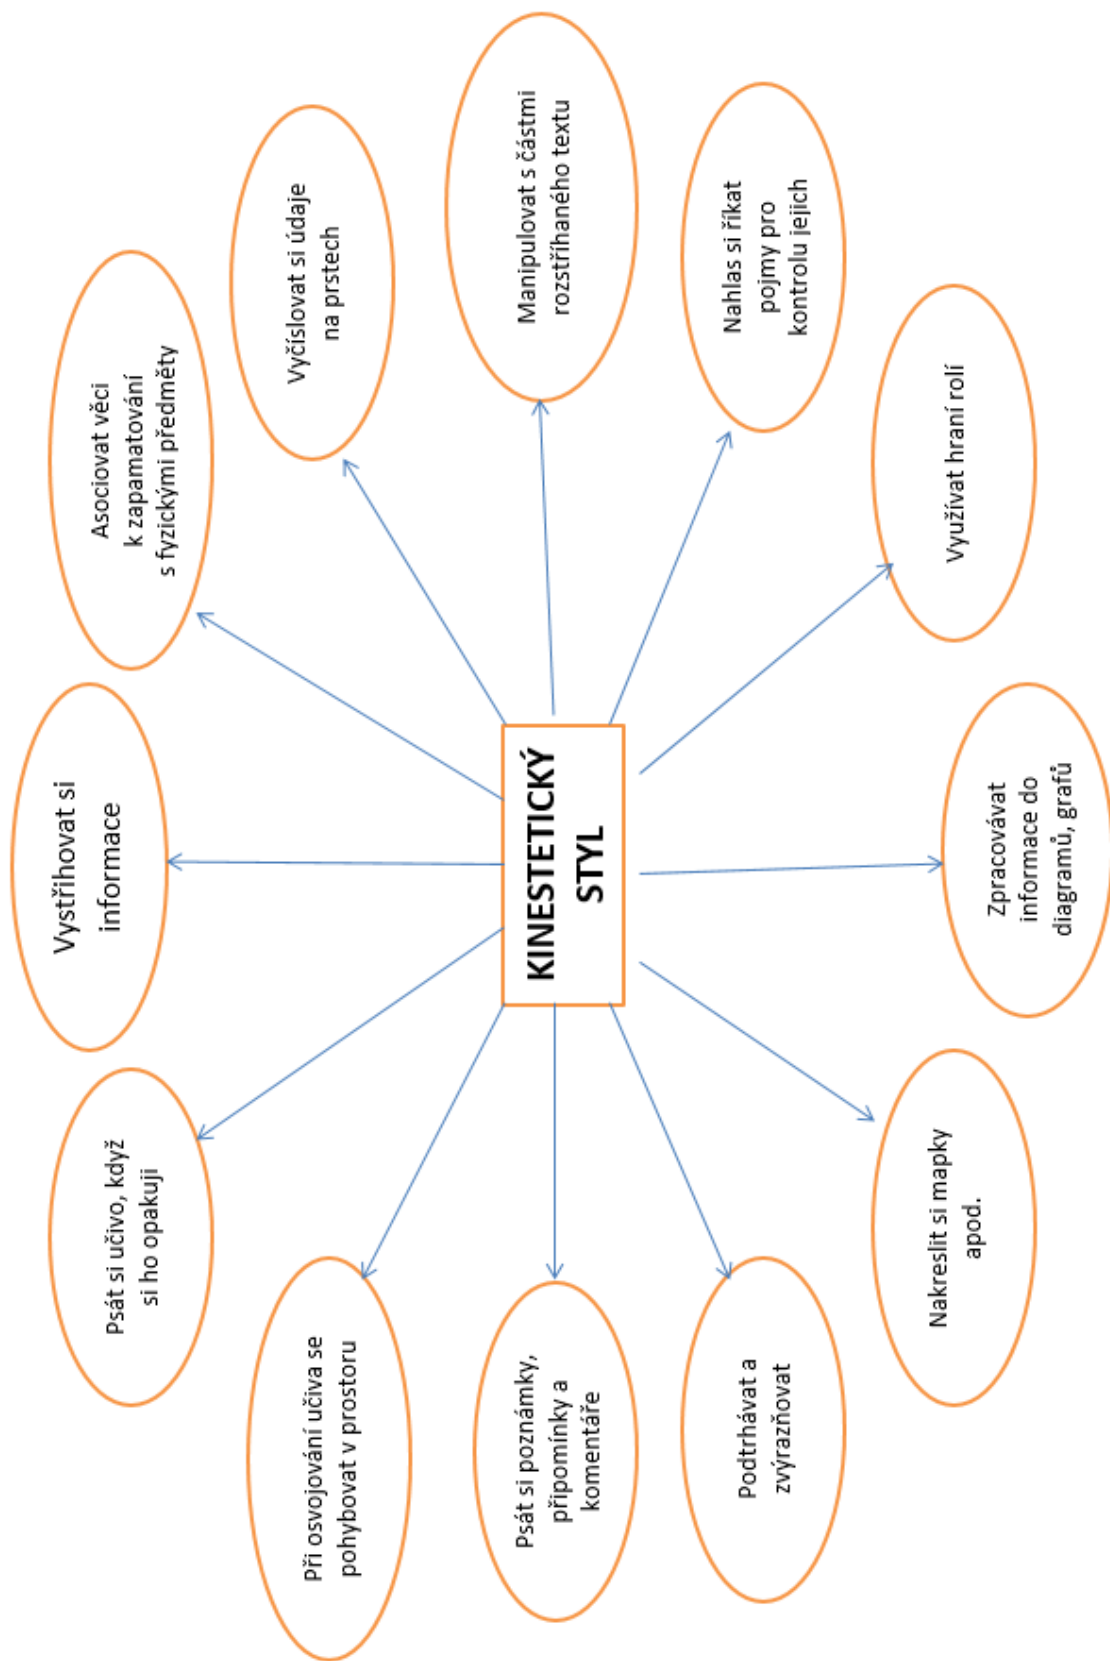 KINESTETICKÝ
STYL
Vystřihovat si
informace
Asociovat věci
k zapamatování
s fyzickými předměty
Vyčíslovat si údaje
na prstech
Manipulovat s částmi
rozstříhaného textu
Nahlas si říkat
pojmy pro
kontrolu jejich
Využívat hraní rolí
Zpracovávat
informace do
diagramů, grafů
Nakreslit si mapky
apod.
Podtrhávat a
zvýrazňovat
Psát si poznámky,
připomínky a
komentáře
Při osvojování učiva se
pohybovat v prostoru
Psát si učivo, když
si ho opakuji